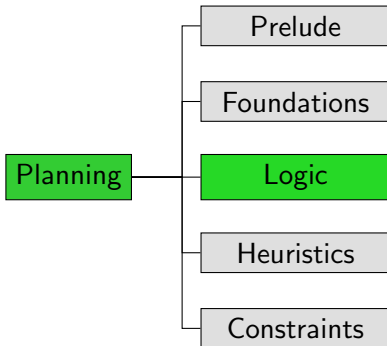 Prelude
Foundations
Planning
Logic
Heuristics
Constraints